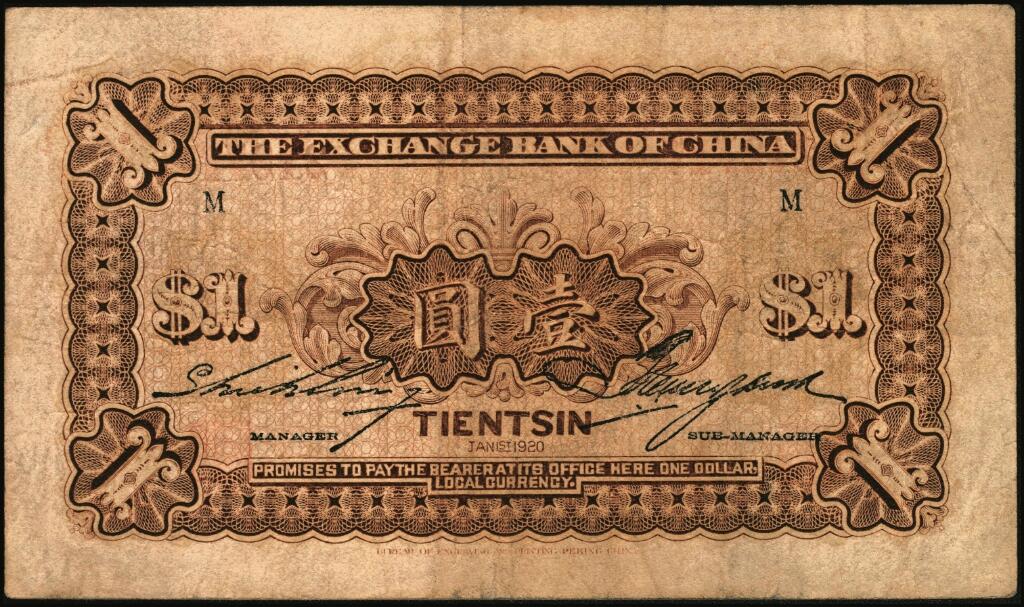 THE EXCHANGE BANK OF CHINA
M M
圓 壹
$1. $1.
TIENTSIN
MANAGER SUB-MANAGER
JAN 1ST 1920
PROMISES TO PAY THE BEARER AT ITS OFFICE HERE ONE DOLLAR.
LOCAL CURRENCY.
BUREAU OF ENGRAVING AND PRINTING, PEKING, CHINA